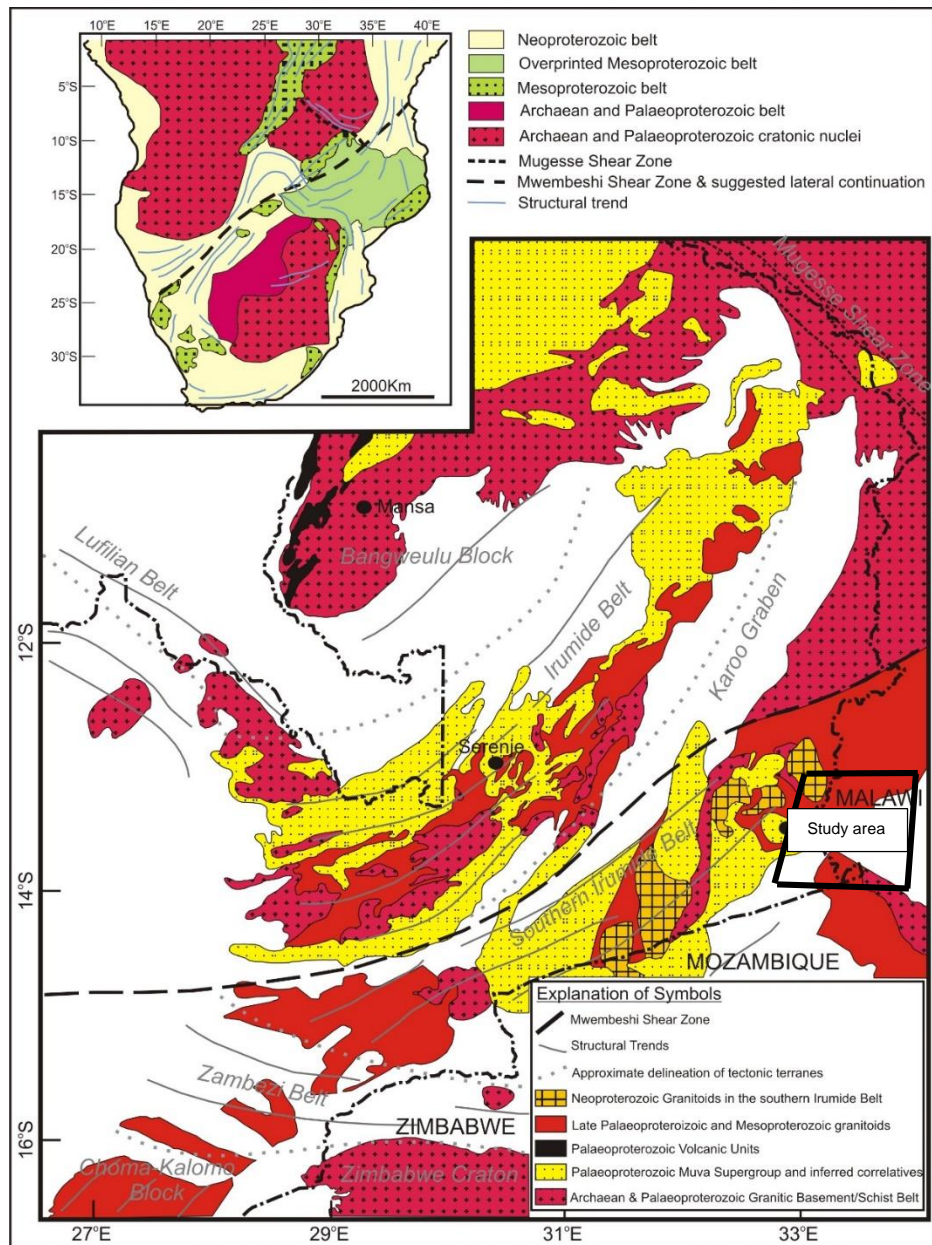 10°S 15°E 20°E 25°E 30°E 35°E 40°E
5°S
10°S
15°S
20°S
25°S
30°S
2000Km
Neoproterozoic belt
Overprinted Mesoproterozoic belt
Mesoproterozoic belt
Archaean and Palaeoproterozoic belt
Archaean and Palaeoproterozoic cratonic nuclei
Mugesse Shear Zone
Mwembeshi Shear Zone & suggested lateral continuation
Structural trend
Mugesse Shear Zone
Mansa
Bangweulu Block
Lufilian Belt
12°S
Irumide Belt
Karoo Graben
Serenje
MALAWI
Study area
14°S
Southern Irumide Belt
MOZAMBIQUE
Zambezi Belt
ZIMBABWE
16°S
Choma-Kalomo
Block
Zimbabwe Craton
Explanation of Symbols
Mwembeshi Shear Zone
Structural Trends
Approximate delineation of tectonic terranes
Neoproterozoic Granitoids in the southern Irumide Belt
Late Palaeoproteroizoic and Mesoproterozoic granitoids
Palaeoproterozoic Volcanic Units
Palaeoproterozoic Muva Supergroup and inferred correlatives
Archaean & Palaeoproterozoic Granitic Basement/Schist Belt
27°E 29°E 31°E 33°E